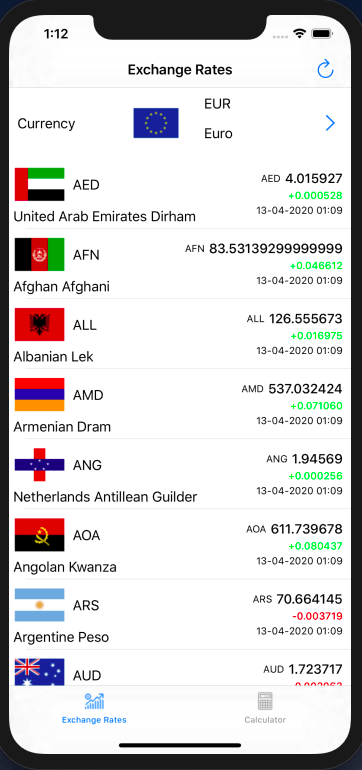 1:12
Exchange Rates
Currency
EUR
Euro
AED
AED 4.015927
+0.000528
United Arab Emirates Dirham
13-04-2020 01:09
AFN
AFN 83.53139299999999
+0.046612
Afghan Afghani
13-04-2020 01:09
ALL
ALL 126.555673
+0.016975
Albanian Lek
13-04-2020 01:09
AMD
AMD 537.032424
+0.071060
Armenian Dram
13-04-2020 01:09
ANG
ANG 1.94569
+0.000256
Netherlands Antillean Guilder
13-04-2020 01:09
AOA
AOA 611.739678
+0.080437
Angolan Kwanza
13-04-2020 01:09
ARS
ARS 70.664145
-0.003719
Argentine Peso
13-04-2020 01:09
AUD
AUD 1.723717
Exchange Rates
Calculator